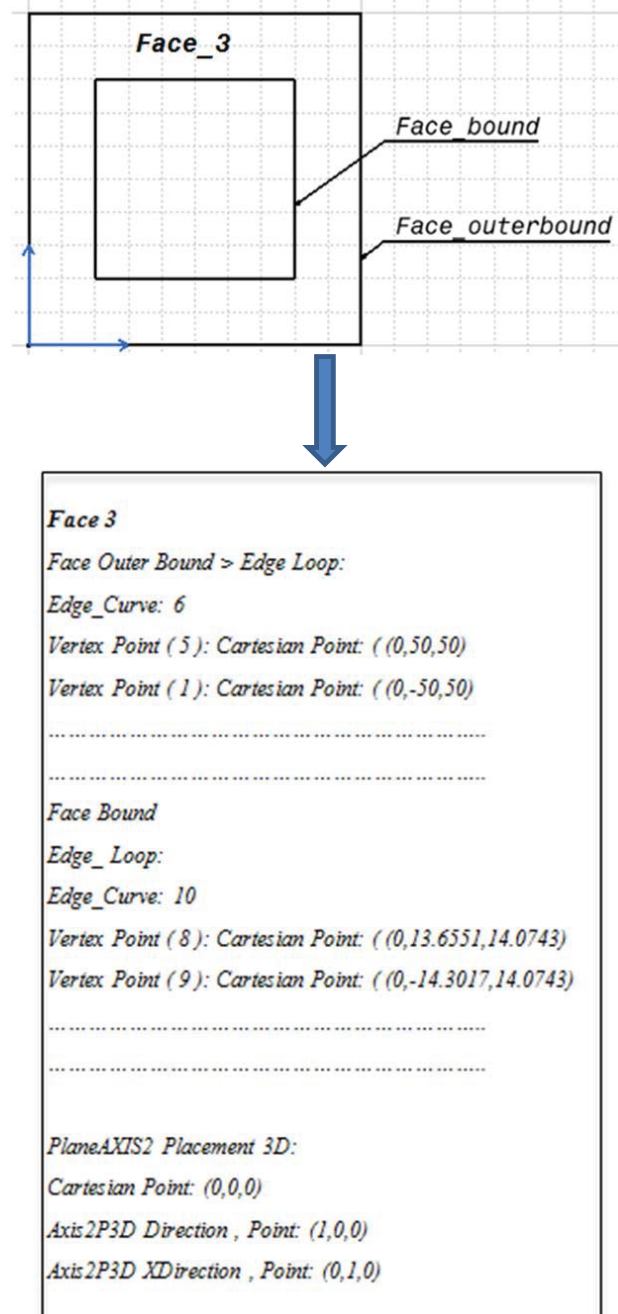 Face_3
Face_bound
Face_outerbound
Face 3
Face Outer Bound > Edge Loop:
Edge_Curve: 6
Vertex Point ( 5 ): Cartesian Point: ( (0,50,50)
Vertex Point ( 1 ): Cartesian Point: ( (0,-50,50)
………………………………………………………..
………………………………………………………..
Face Bound
Edge_ Loop:
Edge_Curve: 10
Vertex Point ( 8 ): Cartesian Point: ( (0,13.6551,14.0743)
Vertex Point ( 9 ): Cartesian Point: ( (0,-14.3017,14.0743)
………………………………………………………..
………………………………………………………..
PlaneAXIS2 Placement 3D:
Cartesian Point: (0,0,0)
Axis2P3D Direction , Point: (1,0,0)
Axis2P3D XDirection , Point: (0,1,0)